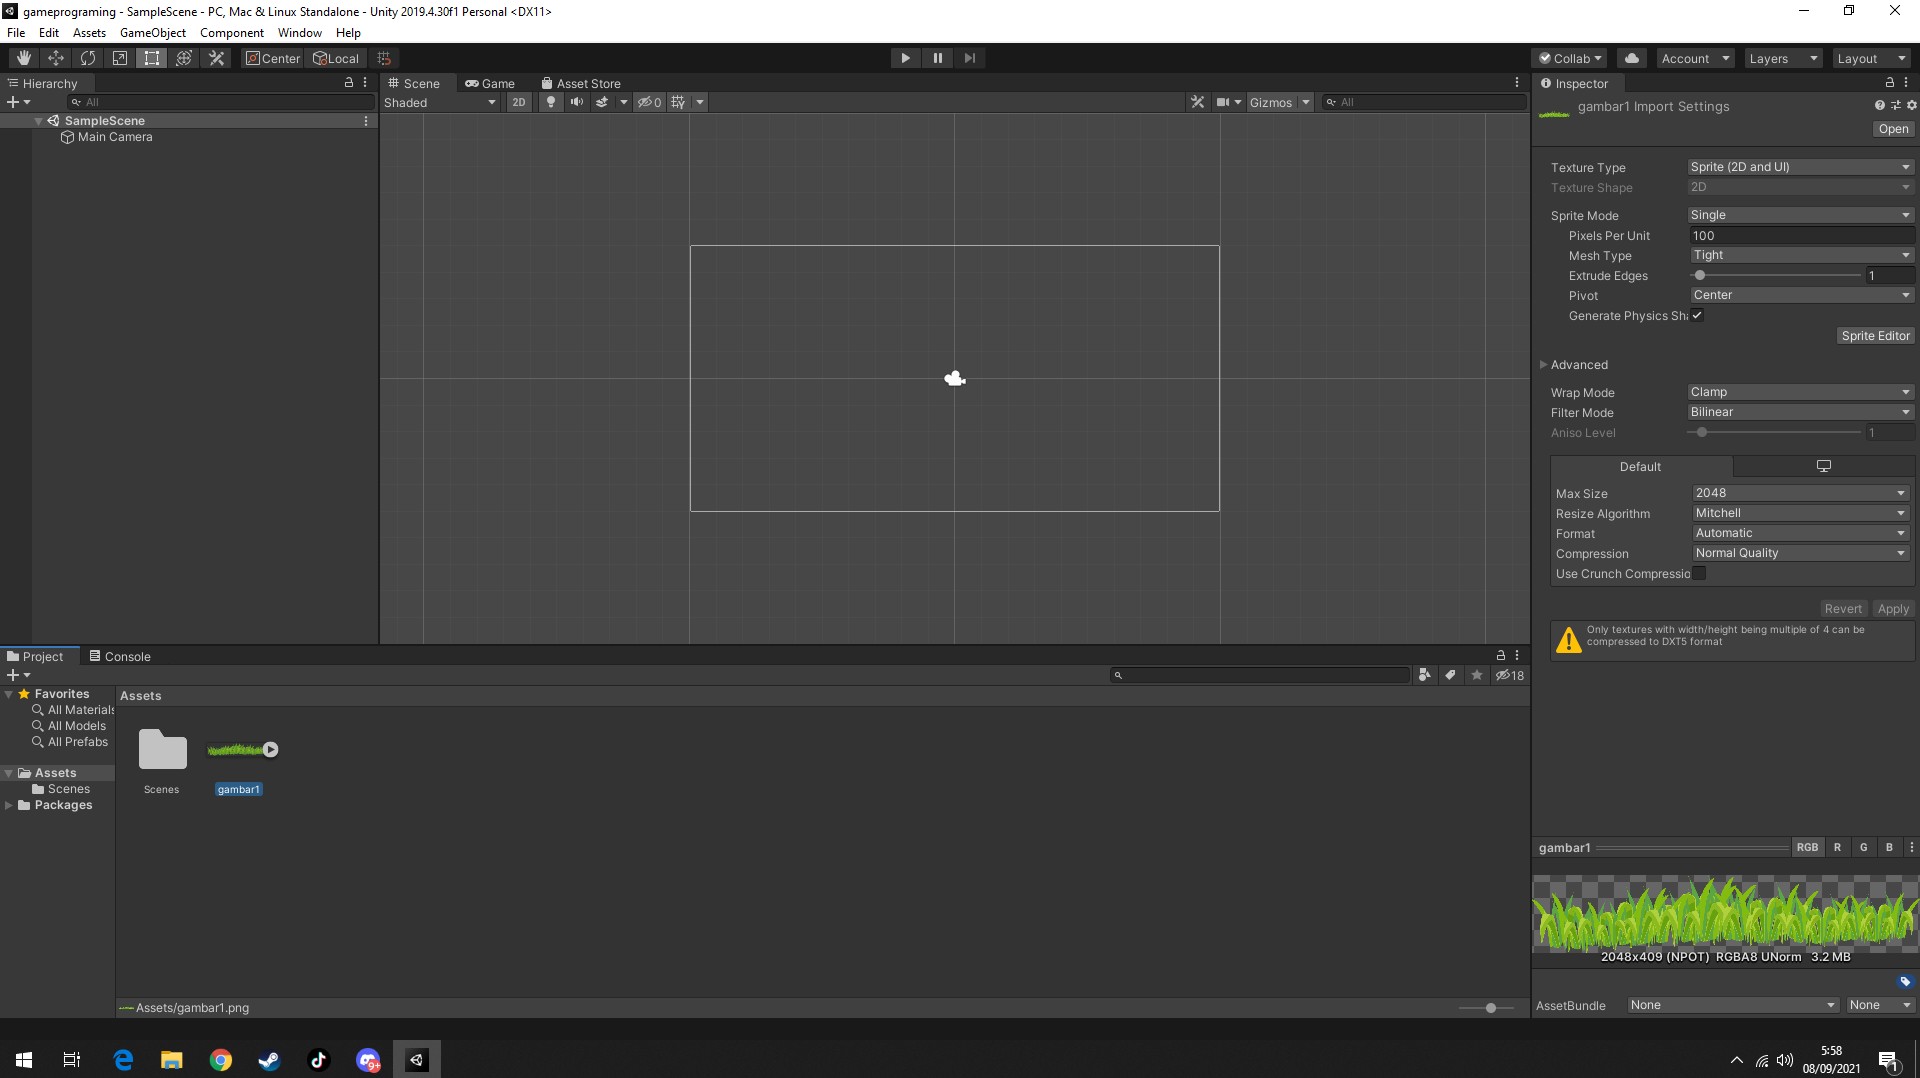 gameprograming - SampleScene - PC, Mac & Linux Standalone - Unity 2019.4.30f1 Personal <DX11>
File Edit Assets GameObject Component Window Help
Center Local Collab Account Layers Layout
Hierarchy
All
SampleScene
Main Camera
Scene Game Asset Store
Shaded 2D 0 Gizmos All
Inspector
gambar1 Import Settings
Open
Texture Type Sprite (2D and UI)
Texture Shape 2D
Sprite Mode Single
Pixels Per Unit 100
Mesh Type Tight
Extrude Edges 1
Pivot Center
Generate Physics Sh
Sprite Editor
Advanced
Wrap Mode Clamp
Filter Mode Bilinear
Aniso Level 1
Default
Max Size 2048
Resize Algorithm Mitchell
Format Automatic
Compression Normal Quality
Use Crunch Compressio
Revert Apply
Only textures with width/height being multiple of 4 can be
compressed to DXT5 format
Project Console
18
Favorites
All Materials
All Models
All Prefabs
Assets
Scenes
Packages
Assets
Scenes gambar1
Assets/gambar1.png
gambar1 RGB R G B
2048x409 (NPOT) RGBA8 UNorm 3.2 MB
AssetBundle None None
9+
5:58
08/09/2021
1